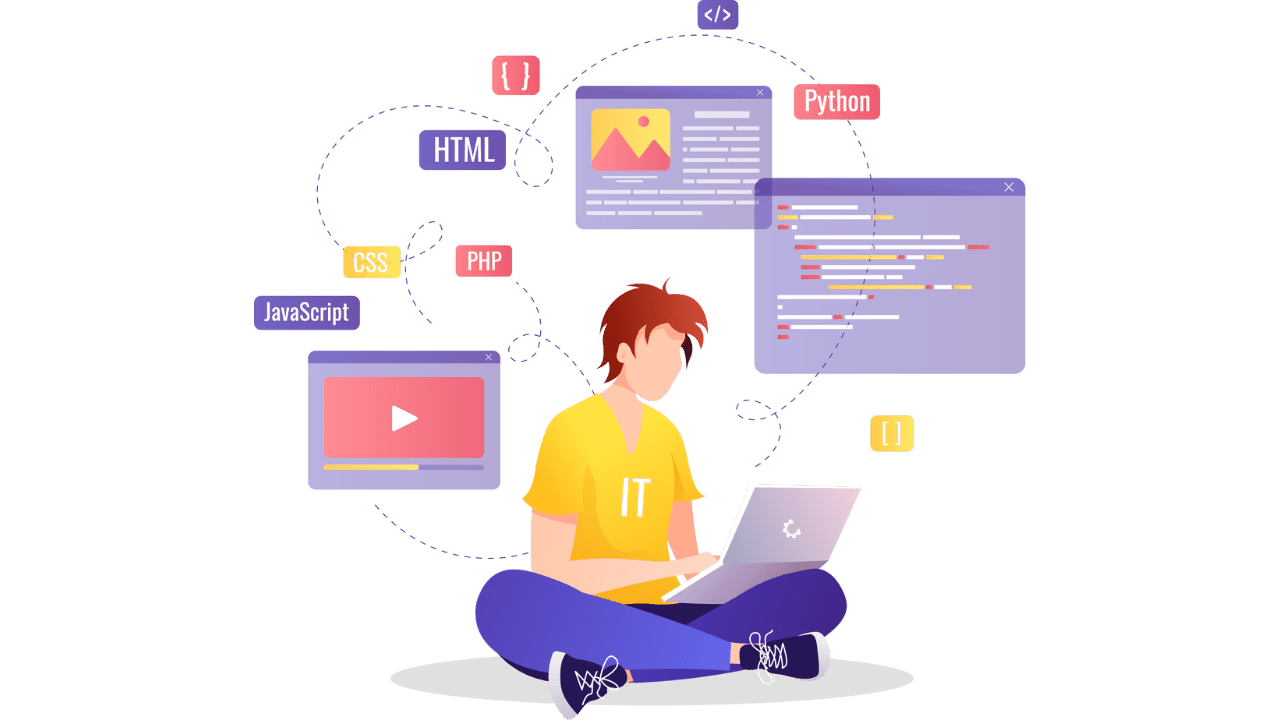 </>
{ }
Python
HTML
CSS
PHP
JavaScript
[ ]
IT